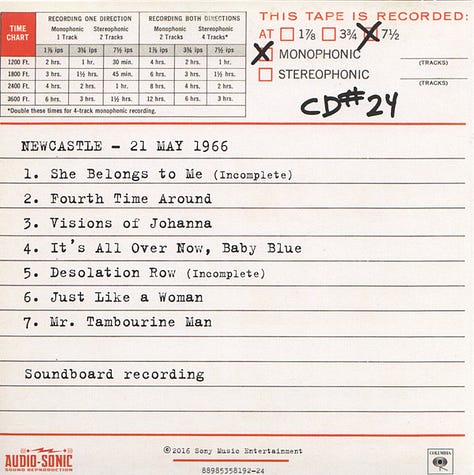 TIME CHART
RECORDING ONE DIRECTION
RECORDING BOTH DIRECTIONS
Monophonic 1 Track Stereophonic 2 Tracks Monophonic 2 Tracks Stereophonic 4 Tracks*
1⅞ ips 3¾ ips 7½ ips 1⅞ ips 3¾ ips 7½ ips
1200 Ft. 2 hrs. 1 hr. 30 min. 4 hrs. 2 hrs. 1 hr.
1800 Ft. 3 hrs. 1½ hrs. 45 min. 6 hrs. 3 hrs. 1½ hrs.
2400 Ft. 4 hrs. 2 hrs. 1 hr. 8 hrs. 4 hrs. 2 hrs.
3600 Ft. 6 hrs. 3 hrs. 1½ hrs. 12 hrs. 6 hrs. 3 hrs.
*Double these times for 4-track monophonic recording.
THIS TAPE IS RECORDED:
AT 1⅞ 3¾ X 7½
X MONOPHONIC (TRACKS)
STEREOPHONIC (TRACKS)
CD#24
NEWCASTLE - 21 MAY 1966
1. She Belongs to Me (Incomplete)
2. Fourth Time Around
3. Visions of Johanna
4. It's All Over Now, Baby Blue
5. Desolation Row (Incomplete)
6. Just Like a Woman
7. Mr. Tambourine Man
Soundboard recording
AUDIO-SONIC
SOUND REPRODUCTION
℗©2016 Sony Music Entertainment
88985358192-24
COLUMBIA